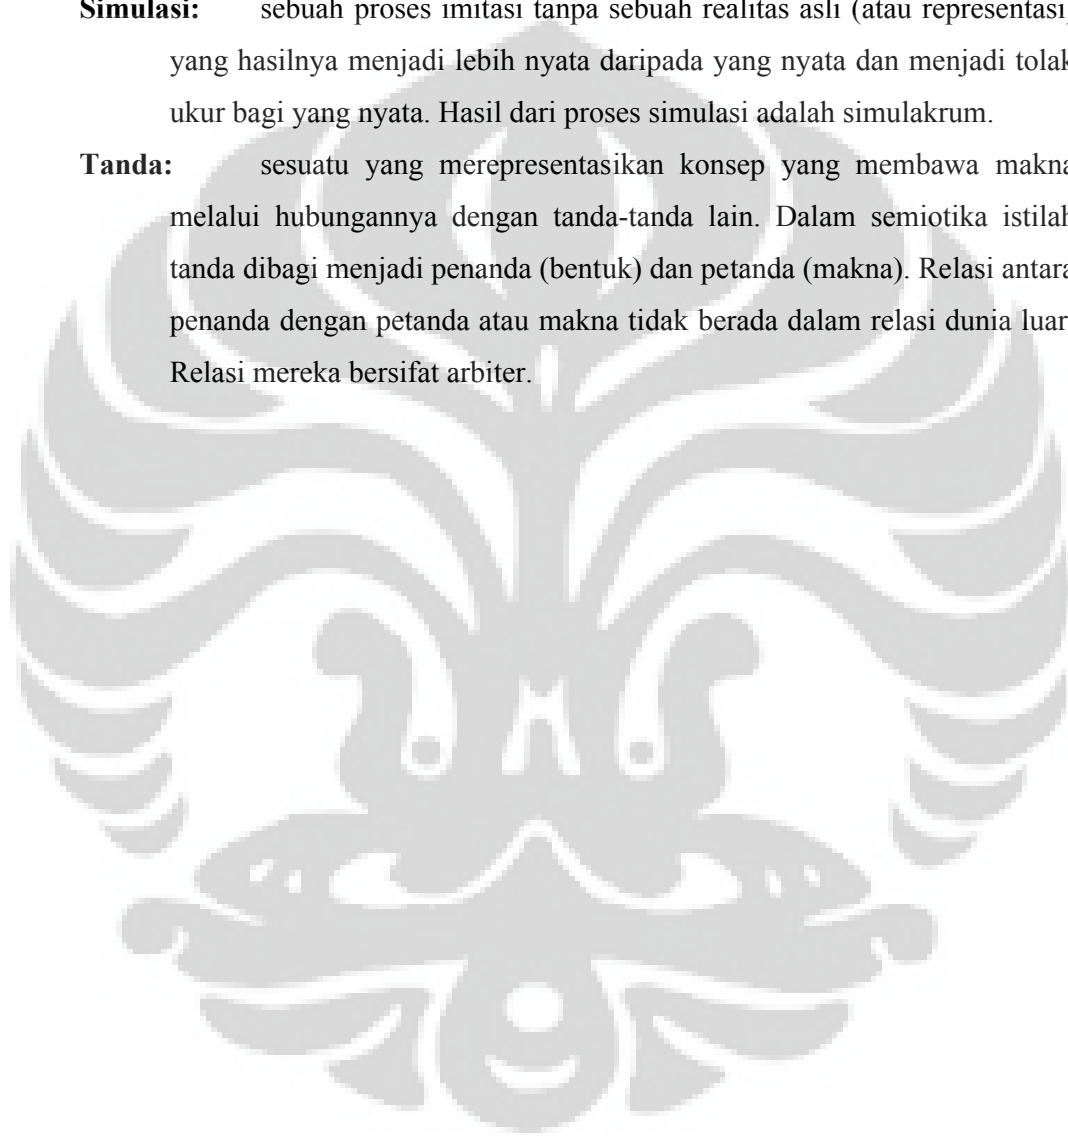 Simulasi: sebuah proses imitasi tanpa sebuah realitas asli (atau representasi)
yang hasilnya menjadi lebih nyata daripada yang nyata dan menjadi tolak
ukur bagi yang nyata. Hasil dari proses simulasi adalah simulakrum.
Tanda: sesuatu yang merepresentasikan konsep yang membawa makna
melalui hubungannya dengan tanda-tanda lain. Dalam semiotika istilah
tanda dibagi menjadi penanda (bentuk) dan petanda (makna). Relasi antara
penanda dengan petanda atau makna tidak berada dalam relasi dunia luar.
Relasi mereka bersifat arbiter.